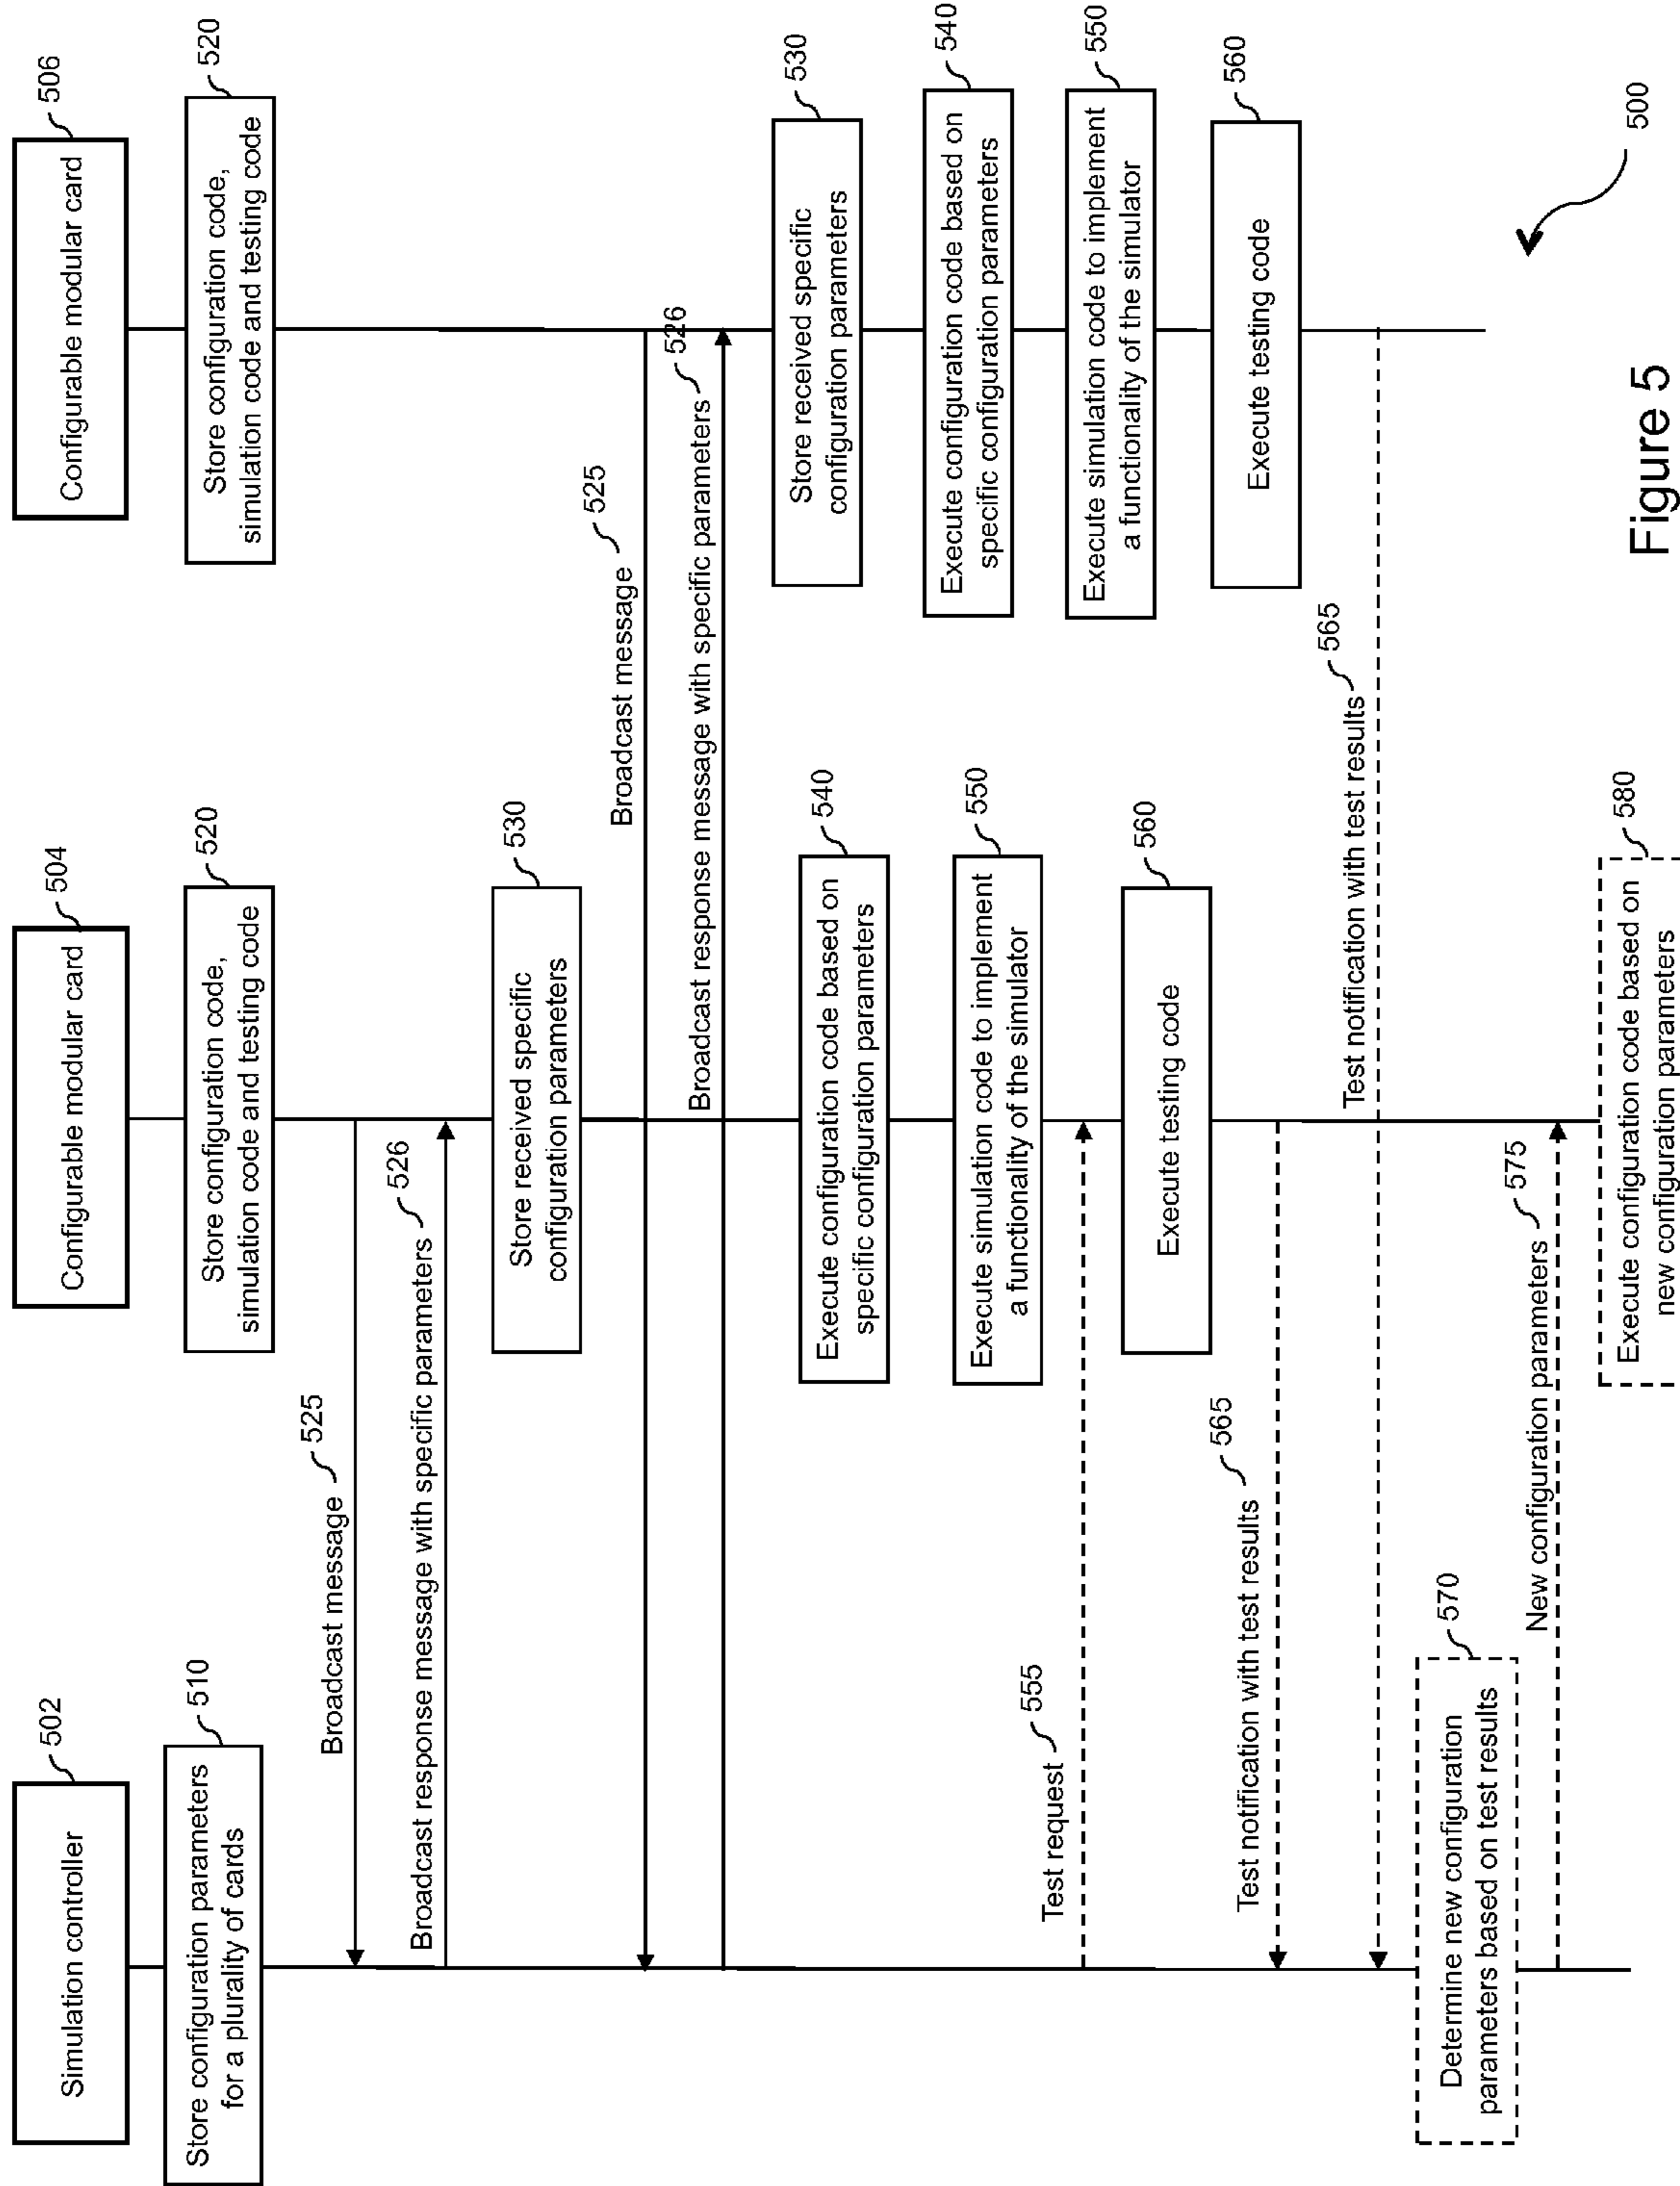 Simulation controller
502
Configurable modular card
504
Configurable modular card
506
Store configuration parameters
for a plurality of cards
510
Store configuration code,
simulation code and testing code
520
Store configuration code,
simulation code and testing code
520
Broadcast message
525
Broadcast response message with specific parameters
526
Store received specific
configuration parameters
530
Broadcast message
525
Broadcast response message with specific parameters
526
Store received specific
configuration parameters
530
Execute configuration code based on
specific configuration parameters
540
Execute configuration code based on
specific configuration parameters
540
Execute simulation code to implement
a functionality of the simulator
550
Execute simulation code to implement
a functionality of the simulator
550
Test request
555
Execute testing code
560
Execute testing code
560
Test notification with test results
565
Test notification with test results
565
Determine new configuration
parameters based on test results
570
New configuration parameters
575
Execute configuration code based on
new configuration parameters
580
500
Figure 5